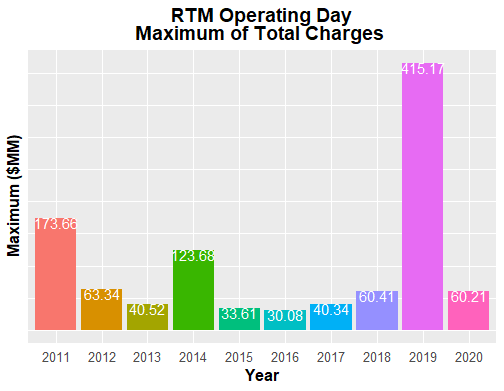 RTM Operating Day
Maximum of Total Charges
Maximum ($MM)
173.66
63.34
40.52
123.68
33.61
30.08
40.34
60.41
415.17
60.21
2011 2012 2013 2014 2015 2016 2017 2018 2019 2020
Year